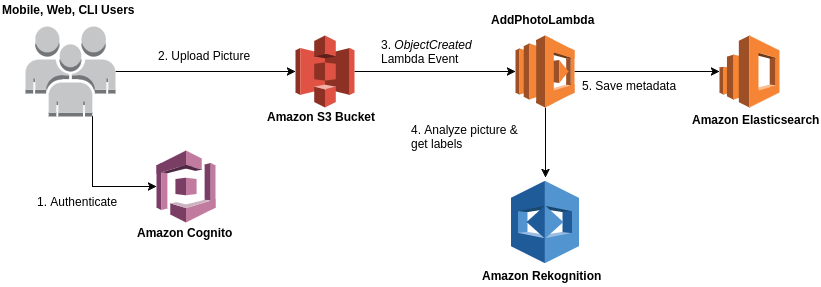 Mobile, Web, CLI Users
AddPhotoLambda
2. Upload Picture
3. ObjectCreated
Lambda Event
5. Save metadata
Amazon S3 Bucket
Amazon Elasticsearch
4. Analyze picture &
get labels
1. Authenticate
Amazon Cognito
Amazon Rekognition